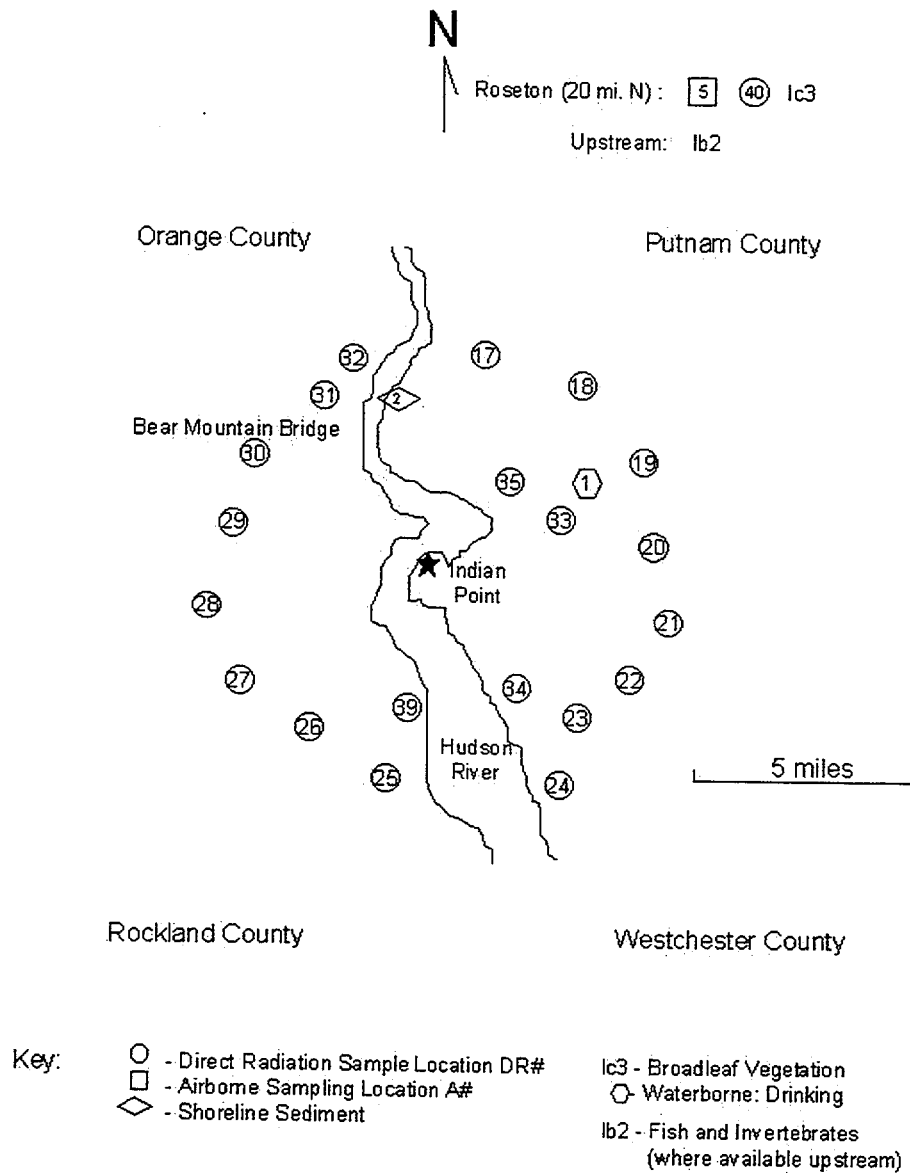 N
Roseton (20 mi. N) : 5 40 Ic3
Upstream: Ib2
Orange County
Putnam County
32
17
31
18
2
Bear Mountain Bridge
30
19
35
1
29
33
20
Indian
Point
28
21
27
22
34
39
23
26
Hudson
River
25
24
5 miles
Rockland County
Westchester County
Key:
- Direct Radiation Sample Location DR#
- Airborne Sampling Location A#
- Shoreline Sediment
Ic3 - Broadleaf Vegetation
- Waterborne: Drinking
Ib2 - Fish and Invertebrates
(where available upstream)